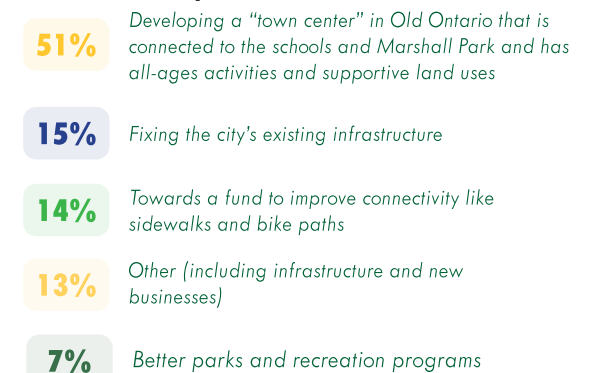 51%
Developing a “town center” in Old Ontario that is
connected to the schools and Marshall Park and has
all-ages activities and supportive land uses
15%
Fixing the city's existing infrastructure
14%
Towards a fund to improve connectivity like
sidewalks and bike paths
13%
Other (including infrastructure and new
businesses)
7%
Better parks and recreation programs